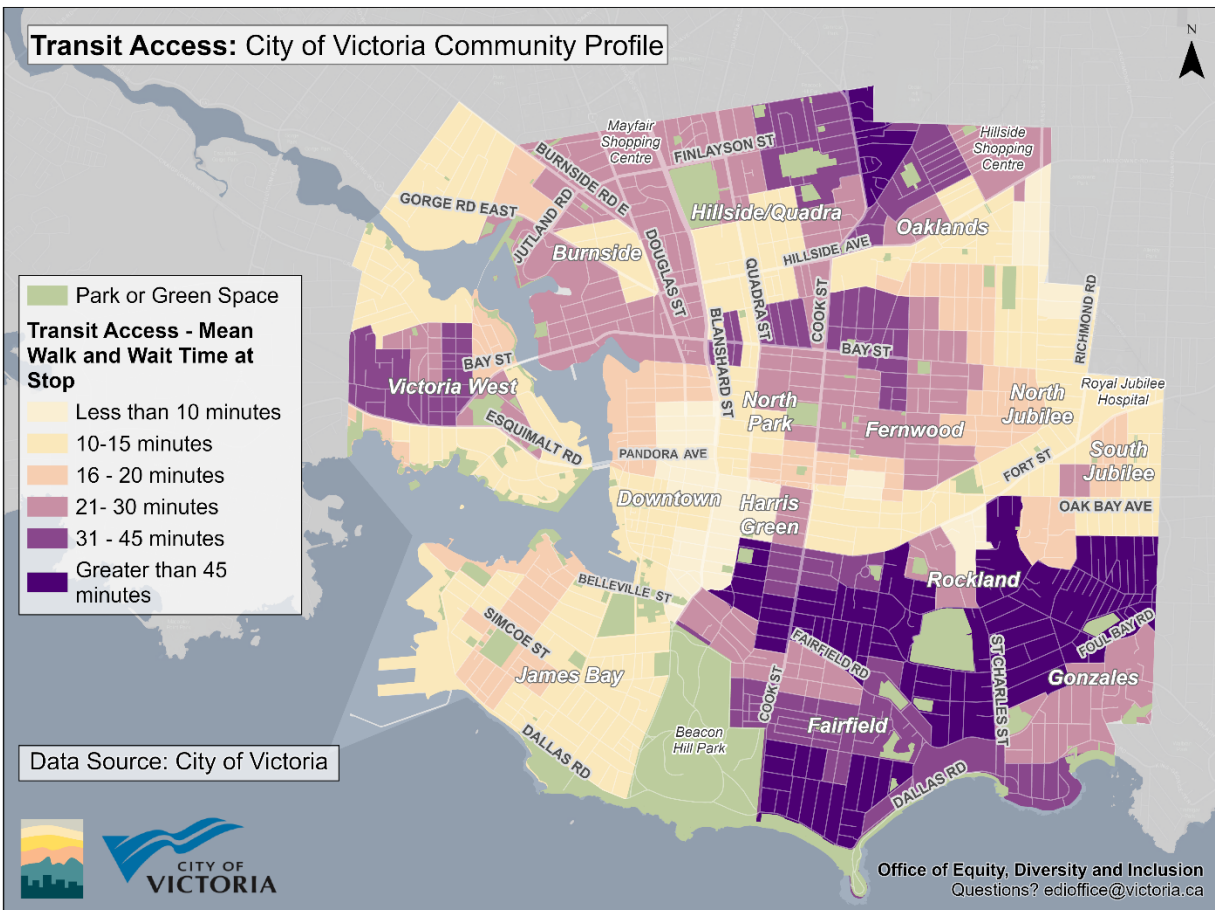 Transit Access: City of Victoria Community Profile
N
Mayfair
Shopping
Centre
Hillside
Shopping
Centre
BURNSIDE RD E
FINLAYSON ST
GORGE RD EAST
JUTLAND RD
Hillside/Quadra
Oaklands
Burnside
DOUGLAS ST
HILLSIDE AVE
QUADRA ST
COOK ST
RICHMOND RD
BLANSHARD ST
BAY ST
BAY ST
Victoria West
North
Park
Fernwood
North
Jubilee
Royal Jubilee
Hospital
ESQUIMALT RD
PANDORA AVE
South
Jubilee
FORT ST
Downtown
Harris
Green
OAK BAY AVE
Rockland
BELLEVILLE ST
SIMCOE ST
James Bay
FAIRFIELD RD
FOUL BAY RD
ST CHARLES ST
Gonzales
COOK ST
Fairfield
Beacon
Hill Park
DALLAS RD
DALLAS RD
Park or Green Space
Transit Access - Mean
Walk and Wait Time at
Stop
Less than 10 minutes
10-15 minutes
16 - 20 minutes
21- 30 minutes
31 - 45 minutes
Greater than 45
minutes
Data Source: City of Victoria
CITY OF
VICTORIA
Office of Equity, Diversity and Inclusion
Questions? edioffice@victoria.ca